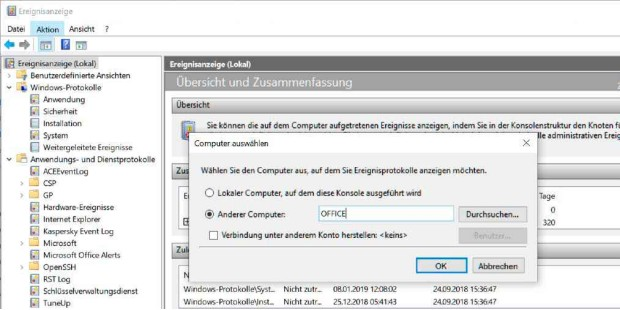 Ereignisanzeige
Datei Aktion Ansicht ?
Ereignisanzeige (Lokal)
Benutzerdefinierte Ansichten
Windows-Protokolle
Anwendung
Sicherheit
Installation
System
Weitergeleitete Ereignisse
Anwendungs- und Dienstprotokolle
ACEEventLog
CSP
GP
Hardware-Ereignisse
Internet Explorer
Kaspersky Event Log
Microsoft
Microsoft Office Alerts
OpenSSH
RST Log
Schlüsselverwaltungsdienst
TuneUp
Ereignisanzeige (Lokal)
Übersicht und Zusammenfassung
Übersicht
Sie können die auf dem Computer aufgetretenen Ereignisse anzeigen, indem Sie in der Konsolenstruktur den Knoten f
lle administrativen Erei
Computer auswählen
Wählen Sie den Computer aus, auf dem Sie Ereignisprotokolle anzeigen möchten.
Lokaler Computer, auf dem diese Konsole ausgeführt wird
Anderer Computer: OFFICE Durchsuchen...
Verbindung unter anderem Konto herstellen: <keins> Benutzer...
OK Abbrechen
Zus
Tage
0
320
Zul
N
Windows-Protokolle\Syst... Nicht zutr... 08.01.2019 12:08:02 24.09.2018 15:36:47
Windows-Protokolle\Inst... Nicht zutr... 25.12.2018 05:41:43 24.09.2018 15:36:47